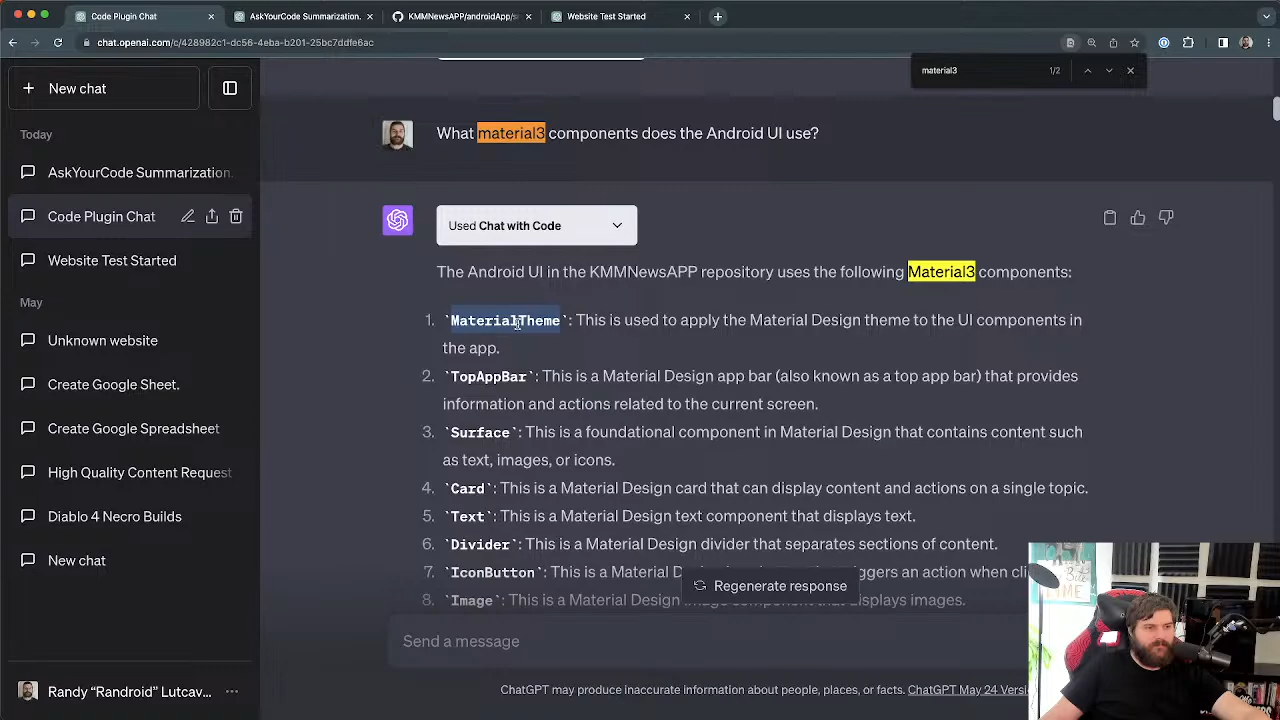 Code Plugin Chat
AskYourCode Summarization.
KMMNewsAPP/androidApp/s
Website Test Started
chat.openai.com/c/428982c1-dc56-4eba-b201-25bc7ddfe6ac
material3
1/2
New chat
Today
AskYourCode Summarization.
Code Plugin Chat
Website Test Started
May
Unknown website
Create Google Sheet.
Create Google Spreadsheet
High Quality Content Request
Diablo 4 Necro Builds
New chat
Randy “Randroid” Lutcav...
What material3 components does the Android UI use?
Used Chat with Code
The Android UI in the KMMNewsAPP repository uses the following Material3 components:
1. `MaterialTheme`: This is used to apply the Material Design theme to the UI components in
the app.
2. `TopAppBar`: This is a Material Design app bar (also known as a top app bar) that provides
information and actions related to the current screen.
3. `Surface`: This is a foundational component in Material Design that contains content such
as text, images, or icons.
4. `Card`: This is a Material Design card that can display content and actions on a single topic.
5. `Text`: This is a Material Design text component that displays text.
6. `Divider`: This is a Material Design divider that separates sections of content.
7. `IconButton`: This is a Material D
iggers an action when cli
Regenerate response
8. `Image`: This is a Material Design image component that displays images.
Send a message
ChatGPT may produce inaccurate information about people, places, or facts. ChatGPT May 24 Versi